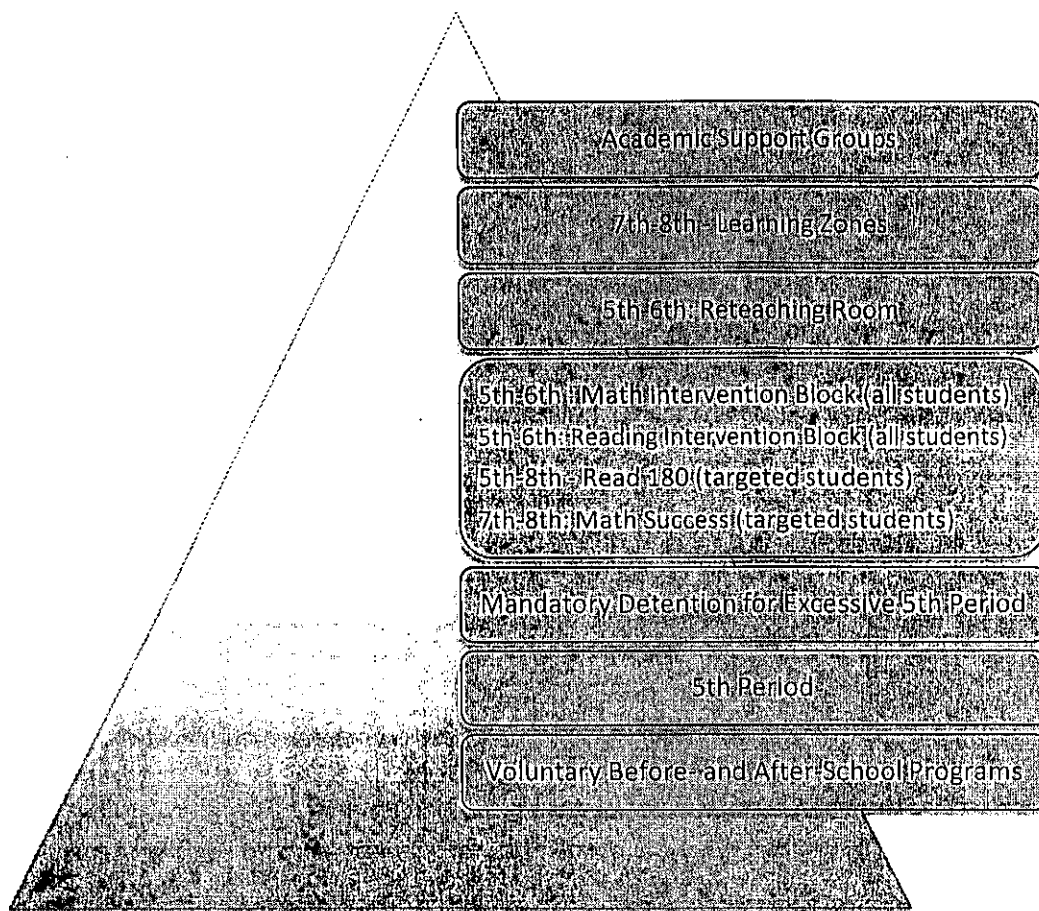 Academic Support Groups
7th-8th - Learning Zones
5th-6th: Reteaching Room
5th-6th - Math Intervention Block (all students)
5th-6th: Reading Intervention Block (all students)
5th-8th - Read 180 (targeted students)
7th-8th: Math Success (targeted students)
Mandatory Detention for Excessive 5th Period
5th Period
Voluntary Before- and After-School Programs